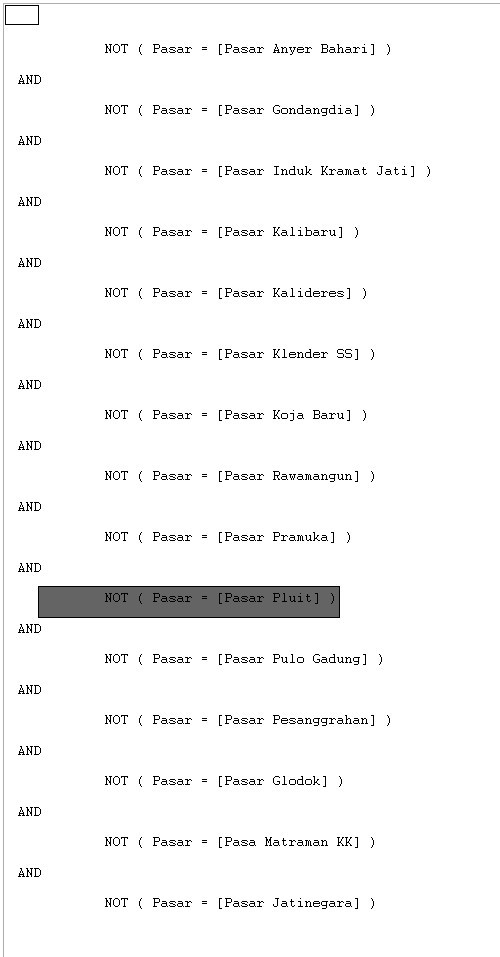 NOT ( Pasar = [Pasar Anyer Bahari] )
AND
NOT ( Pasar = [Pasar Gondangdia] )
AND
NOT ( Pasar = [Pasar Induk Kramat Jati] )
AND
NOT ( Pasar = [Pasar Kalibaru] )
AND
NOT ( Pasar = [Pasar Kalideres] )
AND
NOT ( Pasar = [Pasar Klender SS] )
AND
NOT ( Pasar = [Pasar Koja Baru] )
AND
NOT ( Pasar = [Pasar Rawamangun] )
AND
NOT ( Pasar = [Pasar Pramuka] )
AND
NOT ( Pasar = [Pasar Pluit] )
AND
NOT ( Pasar = [Pasar Pulo Gadung] )
AND
NOT ( Pasar = [Pasar Pesanggrahan] )
AND
NOT ( Pasar = [Pasar Glodok] )
AND
NOT ( Pasar = [Pasa Matraman KK] )
AND
NOT ( Pasar = [Pasar Jatinegara] )